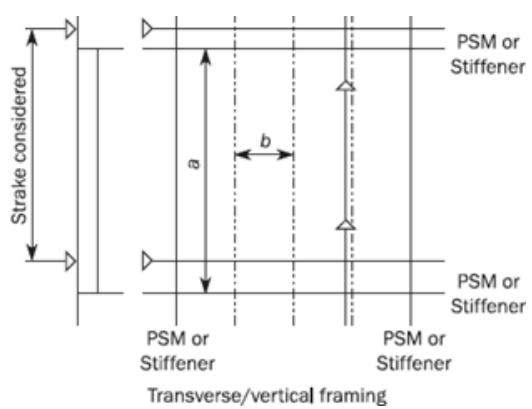 PSM or
Stiffener
Strake considered
a
b
PSM or
Stiffener
PSM or
Stiffener
PSM or
Stiffener
Transverse/vertical framing